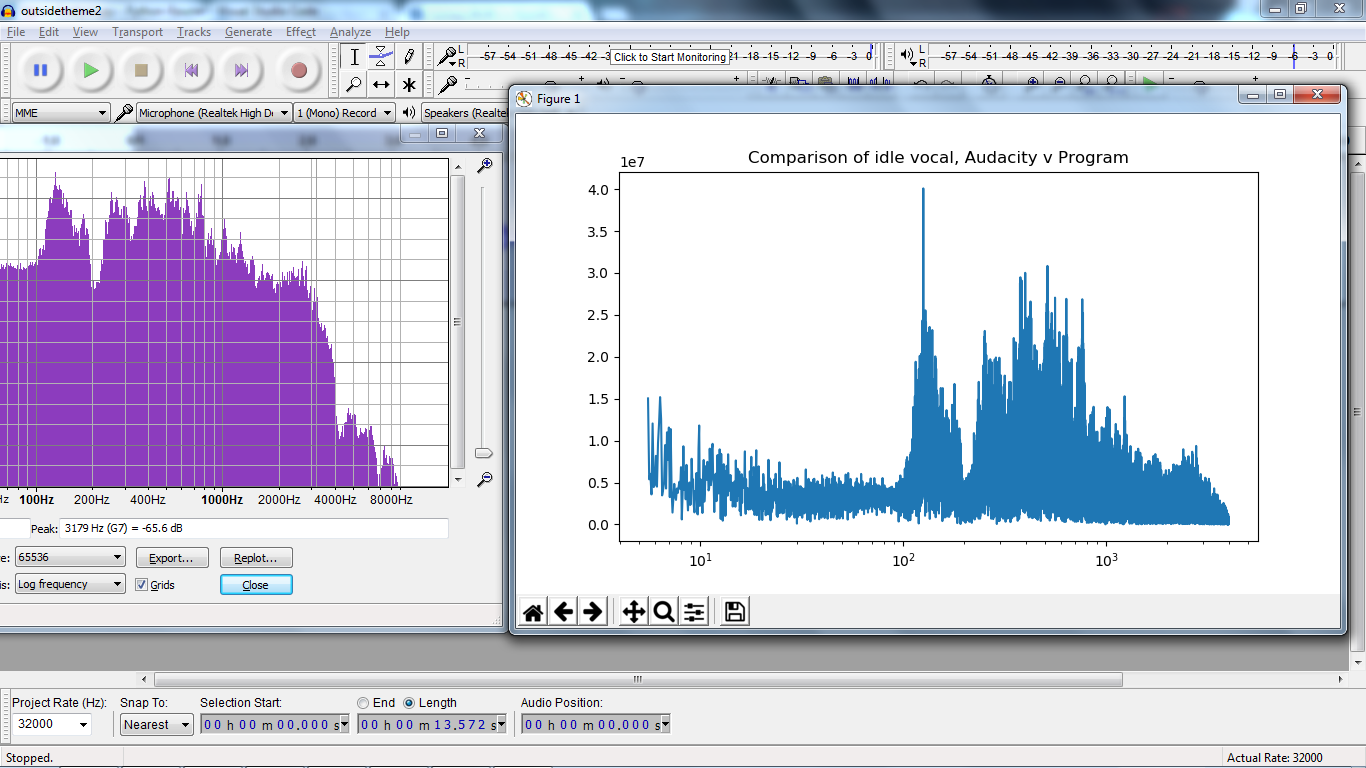 outsidetheme2
File Edit View Transport Tracks Generate Effect Analyze Help
L R -57 -54 -51 -48 -45 -42 Click to Start Monitoring 21 -18 -15 -12 -9 -6 -3 0
L R -57 -54 -51 -48 -45 -42 -39 -36 -33 -30 -27 -24 -21 -18 -15 -12 -9 -6 -3 0
MME Microphone (Realtek High De 1 (Mono) Record Speakers (Realte
Figure 1
Comparison of idle vocal, Audacity v Program
1e7
4.0
3.5
3.0
2.5
2.0
1.5
1.0
0.5
0.0
10¹ 10² 10³
Hz 100Hz 200Hz 400Hz 1000Hz 2000Hz 4000Hz 8000Hz
Peak: 3179 Hz (G7) = -65.6 dB
e: 65536 Export... Replot...
is: Log frequency Grids Close
Project Rate (Hz): Snap To: Selection Start: End Length Audio Position:
32000 Nearest 00 h 00 m 00.000 s 00 h 00 m 13.572 s 00 h 00 m 00.000 s
Stopped. Actual Rate: 32000